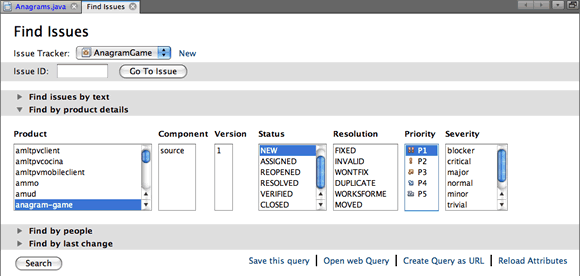 Anagrams.java
Find Issues
Find Issues
Issue Tracker: AnagramGame New
Issue ID: Go To Issue
Find issues by text
Find by product details
Product Component Version Status Resolution Priority Severity
amltpvclient source 1 NEW FIXED P1 blocker
amltpvcocina ASSIGNED INVALID P2 critical
amltpvmobileclient REOPENED WONTFIX P3 major
ammo RESOLVED DUPLICATE P4 normal
amud VERIFIED WORKSFORME P5 minor
anagram-game CLOSED MOVED trivial
Find by people
Find by last change
Search Save this query Open web Query Create Query as URL Reload Attributes